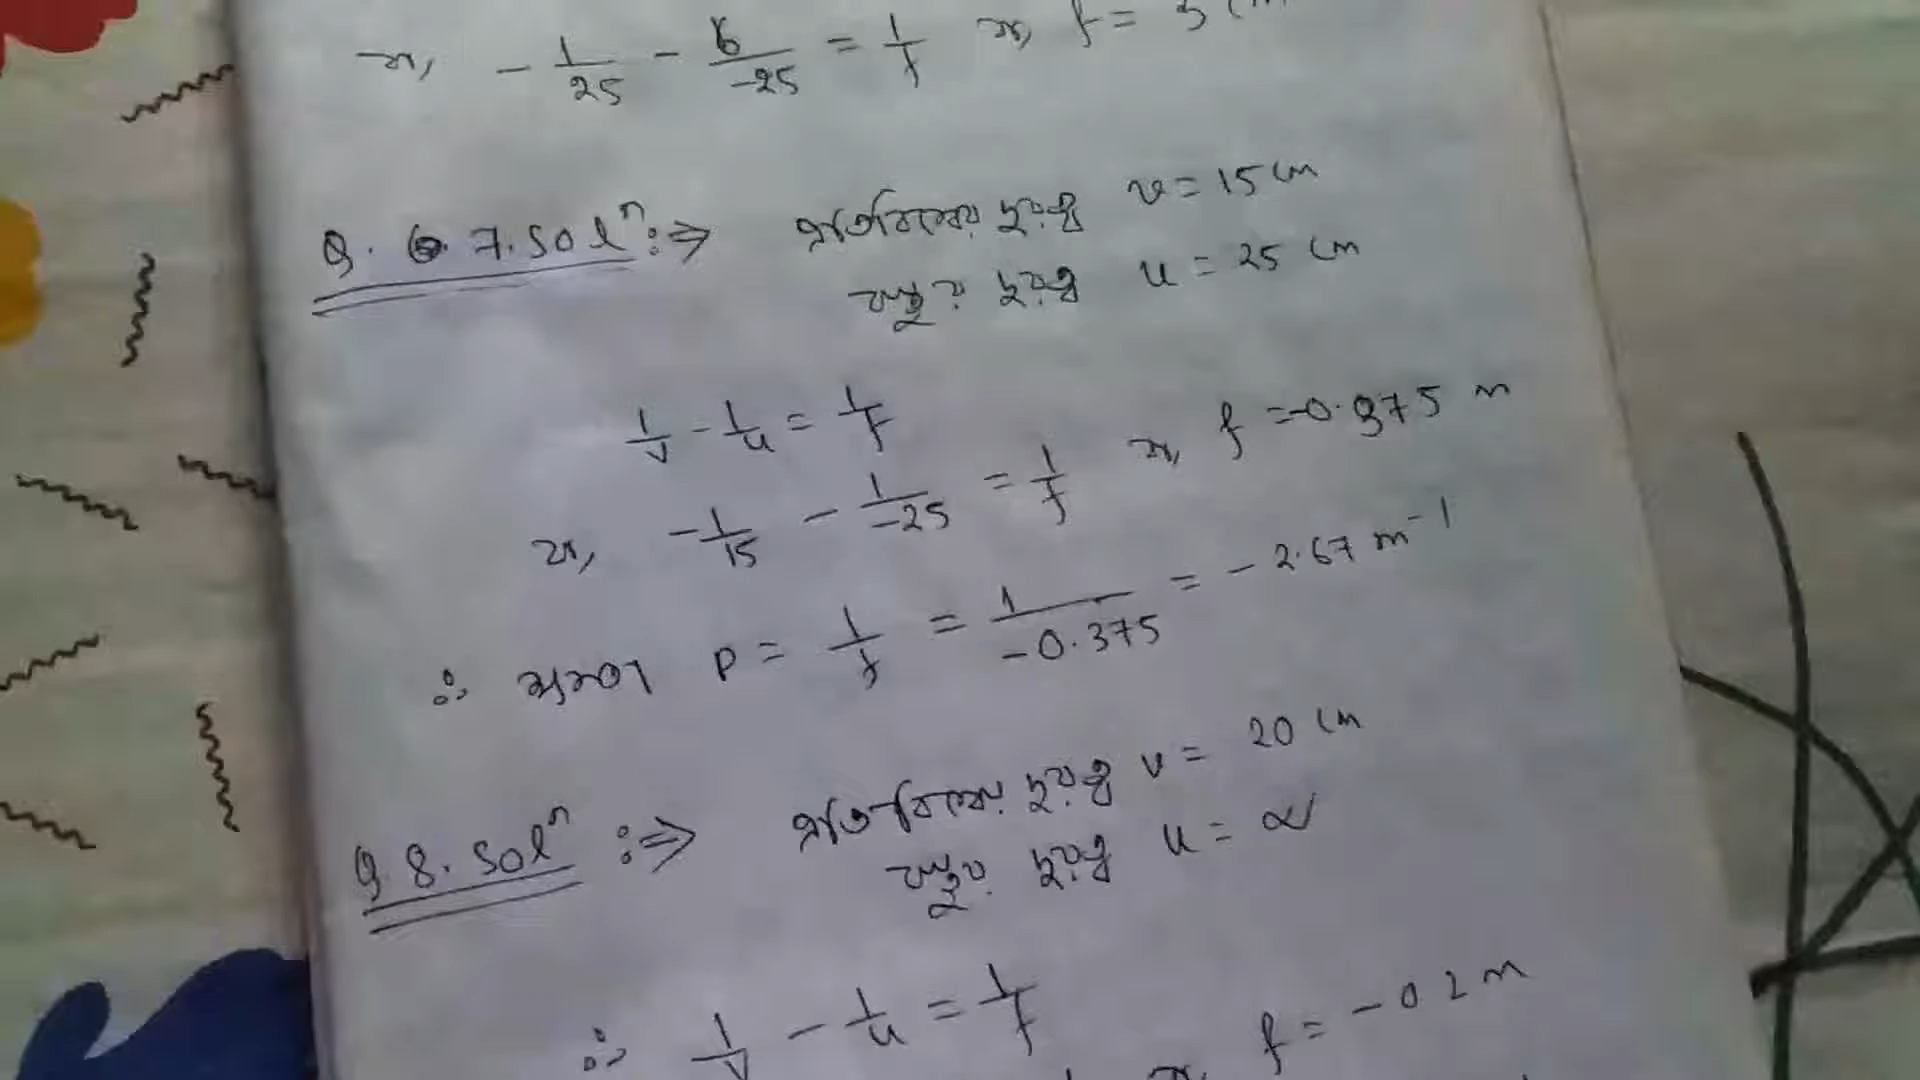 বা, - 1/25 - 6/-25 = 1/f বা, f = 5 cm
Q. 7. Solⁿ :⇒ প্রতিবিম্বের দূরত্ব v = 15 cm
বস্তুর দূরত্ব u = 25 cm
1/v - 1/u = 1/f
বা, - 1/15 - 1/-25 = 1/f বা, f = -0.375 m
∴ ক্ষমতা P = 1/f = 1/-0.375 = - 2.67 m⁻¹
Q 8. Solⁿ :⇒ প্রতিবিম্বের দূরত্ব v = 20 cm
বস্তুর দূরত্ব u = α
∴ 1/v - 1/u = 1/f
বা, f = - 0 2 m